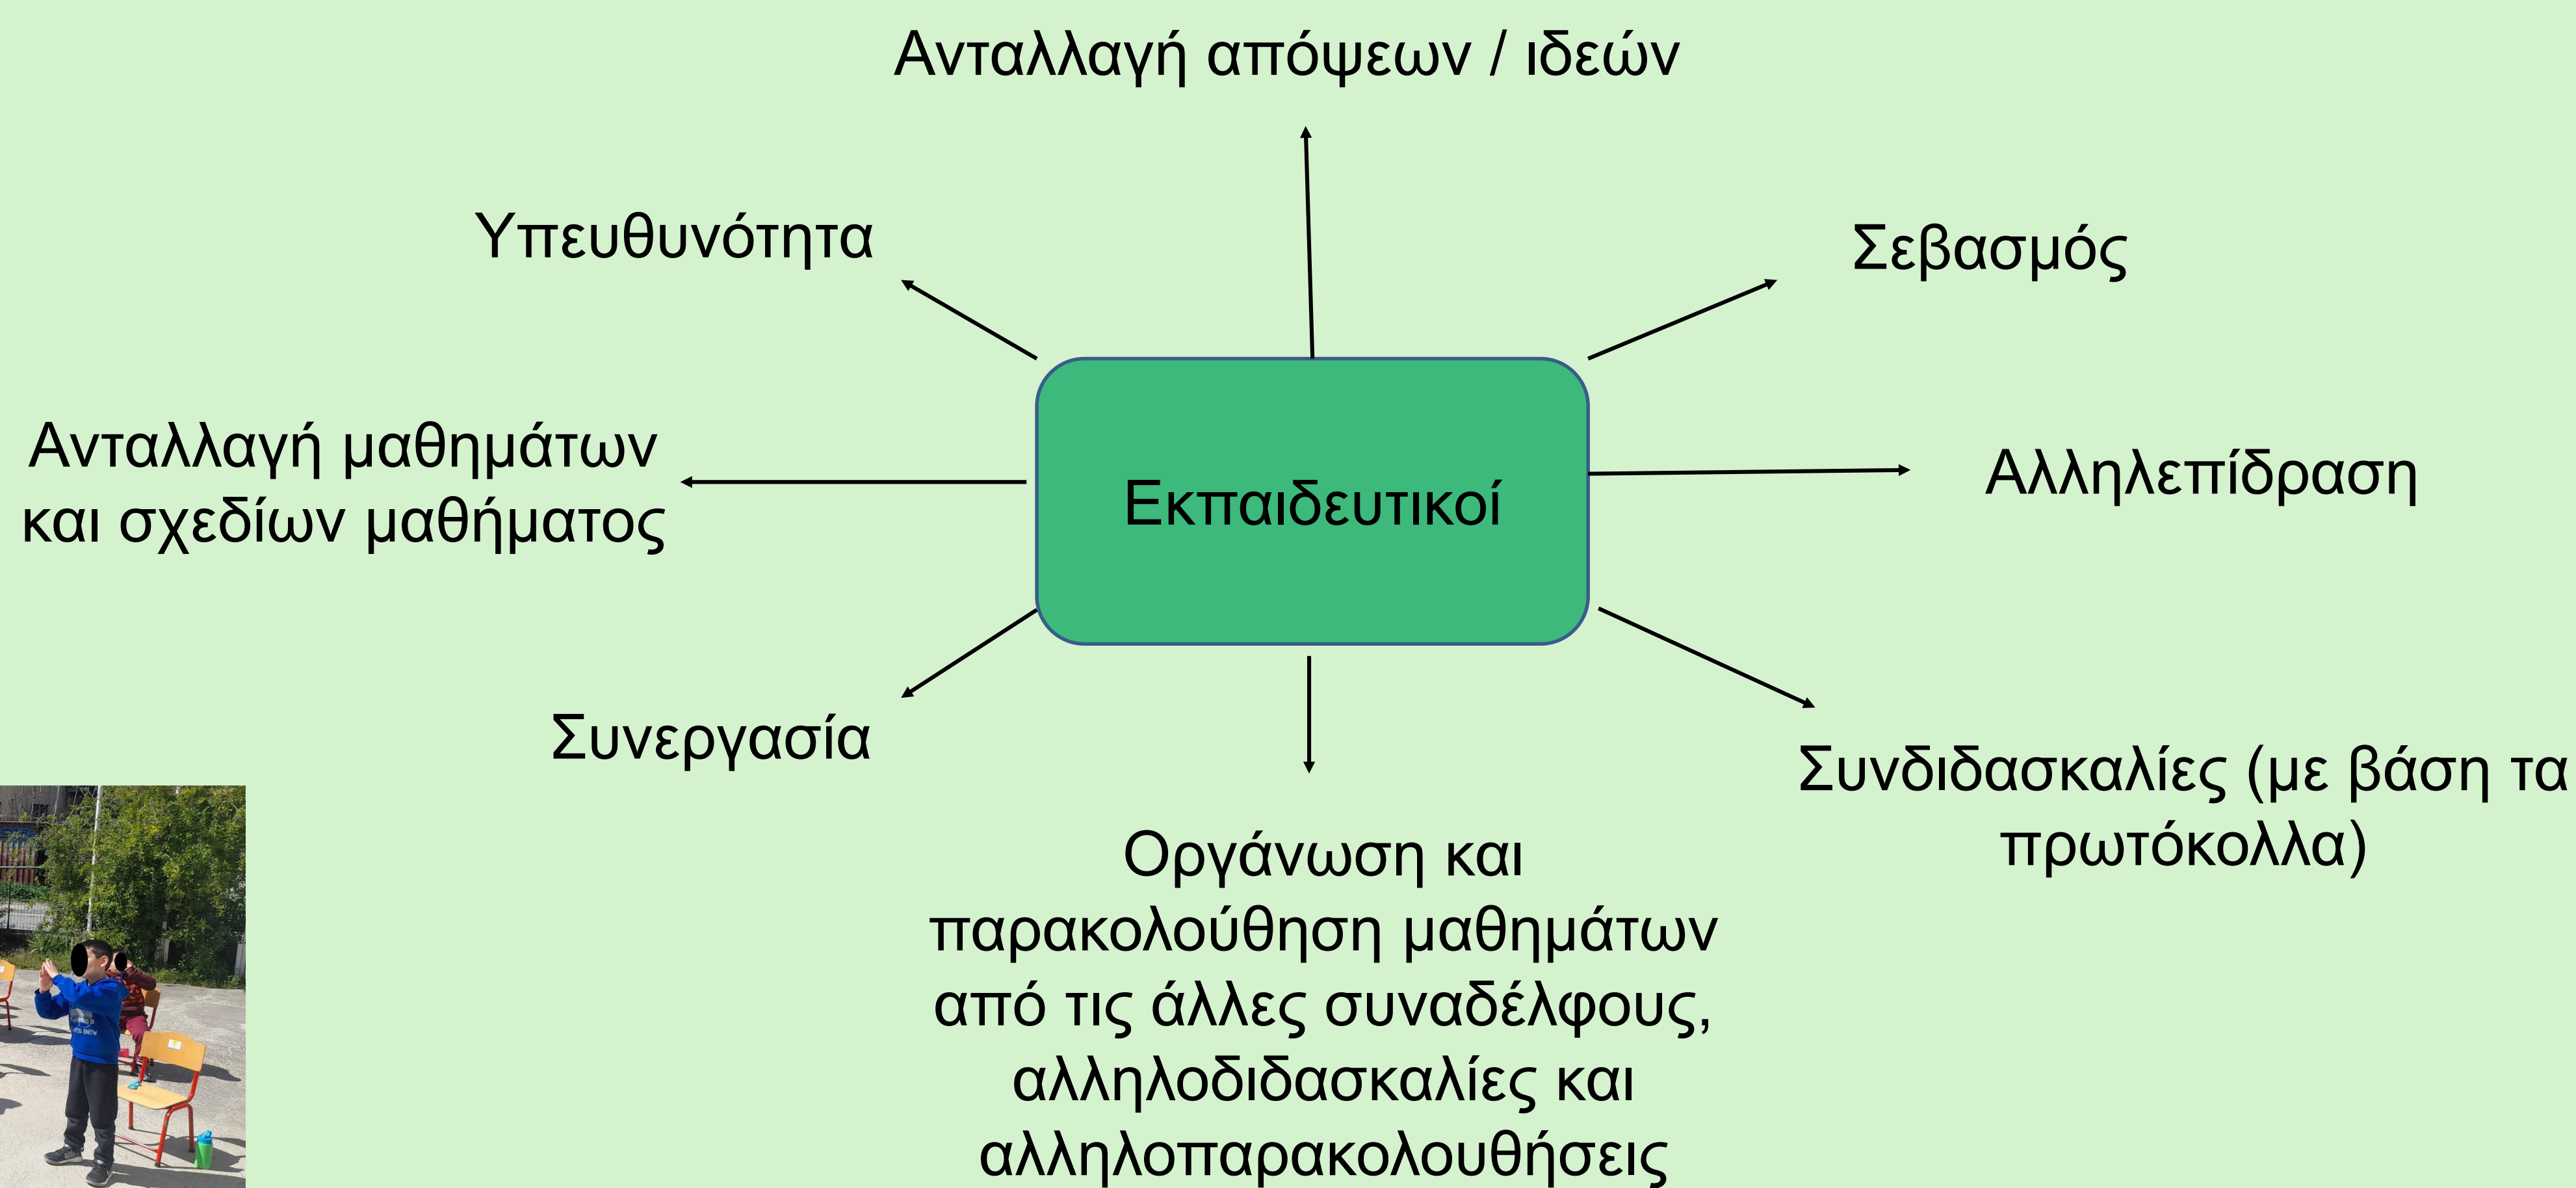 Ανταλλαγή απόψεων / ιδεών
Υπευθυνότητα
Σεβασμός
Ανταλλαγή μαθημάτων
και σχεδίων μαθήματος
Εκπαιδευτικοί
Αλληλεπίδραση
Συνεργασία
Συνδιδασκαλίες (με βάση τα
πρωτόκολλα)
Οργάνωση και
παρακολούθηση μαθημάτων
από τις άλλες συναδέλφους,
αλληλοδιδασκαλίες και
αλληλοπαρακολουθήσεις